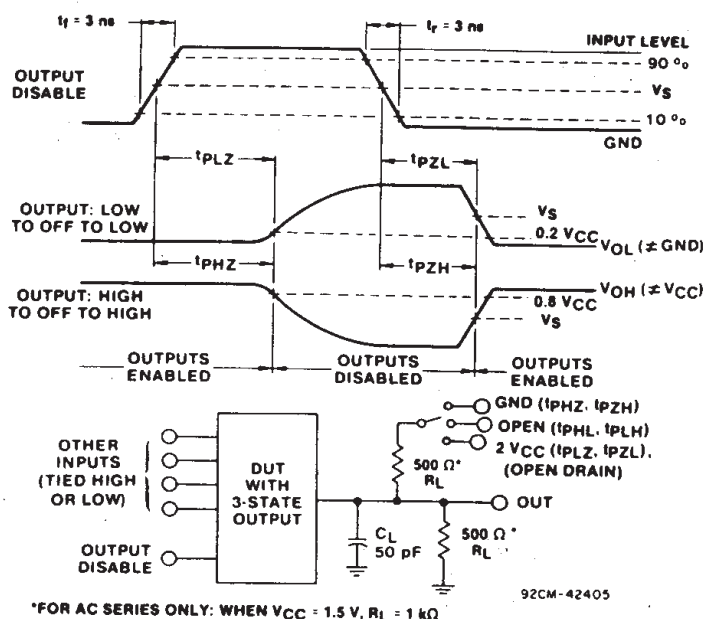 tf = 3 ns
tr = 3 ns
INPUT LEVEL
90 %
OUTPUT
DISABLE
VS
10 %
GND
tPLZ
tPZL
OUTPUT: LOW
TO OFF TO LOW
VS
0.2 VCC
VOL (≠ GND)
tPHZ
tPZH
OUTPUT: HIGH
TO OFF TO HIGH
VOH (≠ VCC)
0.8 VCC
VS
OUTPUTS
ENABLED
OUTPUTS
DISABLED
OUTPUTS
ENABLED
GND (tPHZ, tPZH)
OPEN (tPHL, tPLH)
2 VCC (tPLZ, tPZL),
(OPEN DRAIN)
OTHER
INPUTS
(TIED HIGH
OR LOW)
DUT
WITH
3-STATE
OUTPUT
500 Ω*
RL
OUT
OUTPUT
DISABLE
CL
50 pF
500 Ω*
RL
92CM-42405
*FOR AC SERIES ONLY: WHEN VCC = 1.5 V, RL = 1 kΩ